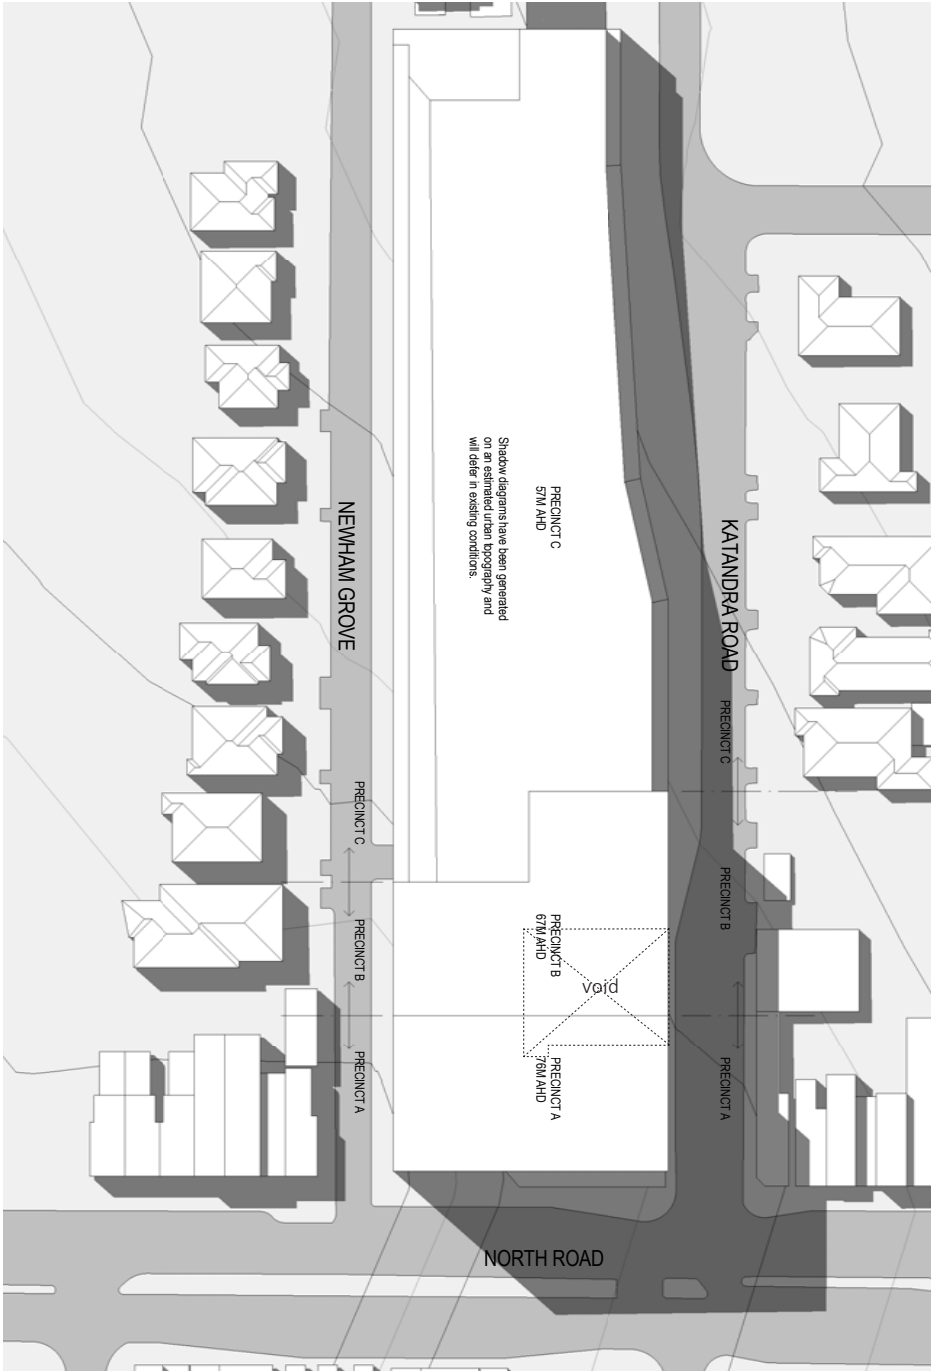 Shadow diagrams have been generated
on an estimated urban topography and
will defer in existing conditions.
PRECINCT C
57M AHD
NEWHAM GROVE
KATANDRA ROAD
PRECINCT C
PRECINCT C
PRECINCT B
PRECINCT B
PRECINCT B
67M AHD
void
PRECINCT A
PRECINCT A
76M AHD
PRECINCT A
NORTH ROAD